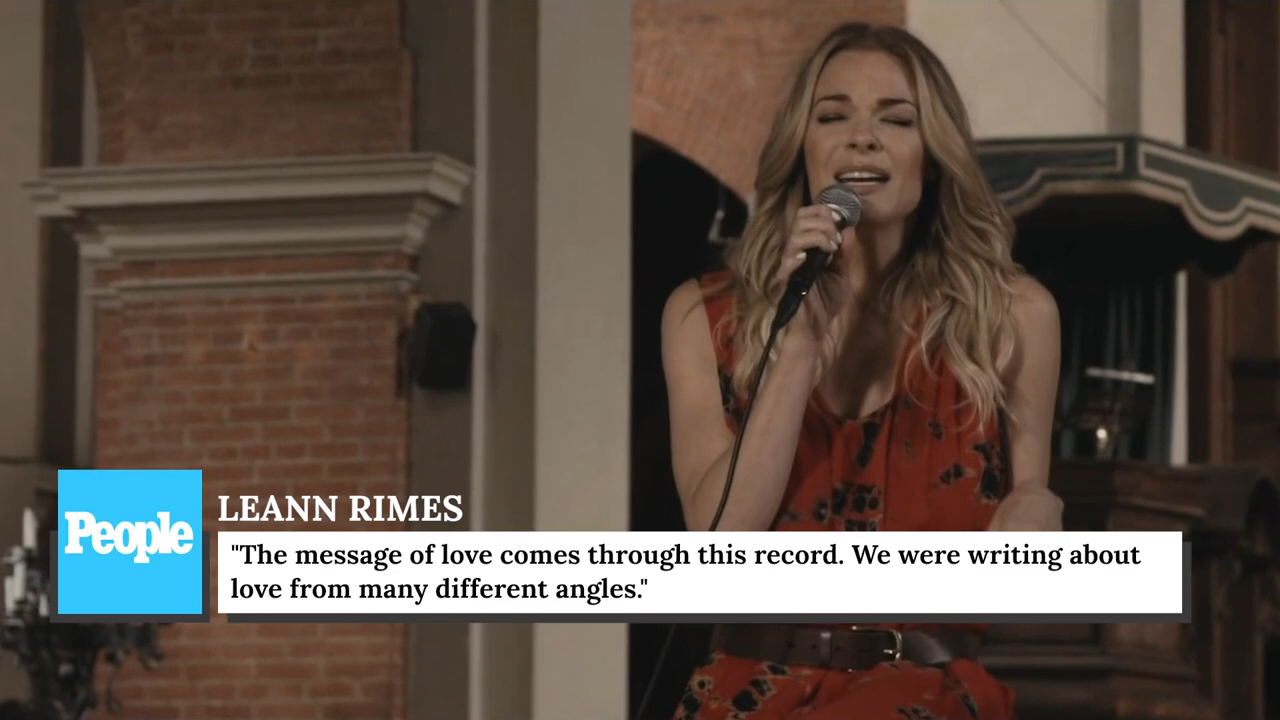 LEANN RIMES
People
"The message of love comes through this record. We were writing about
love from many different angles."